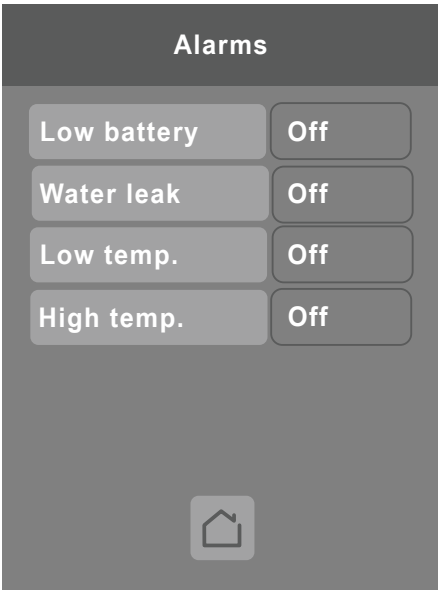 Alarms
Low battery Off
Water leak Off
Low temp. Off
High temp. Off